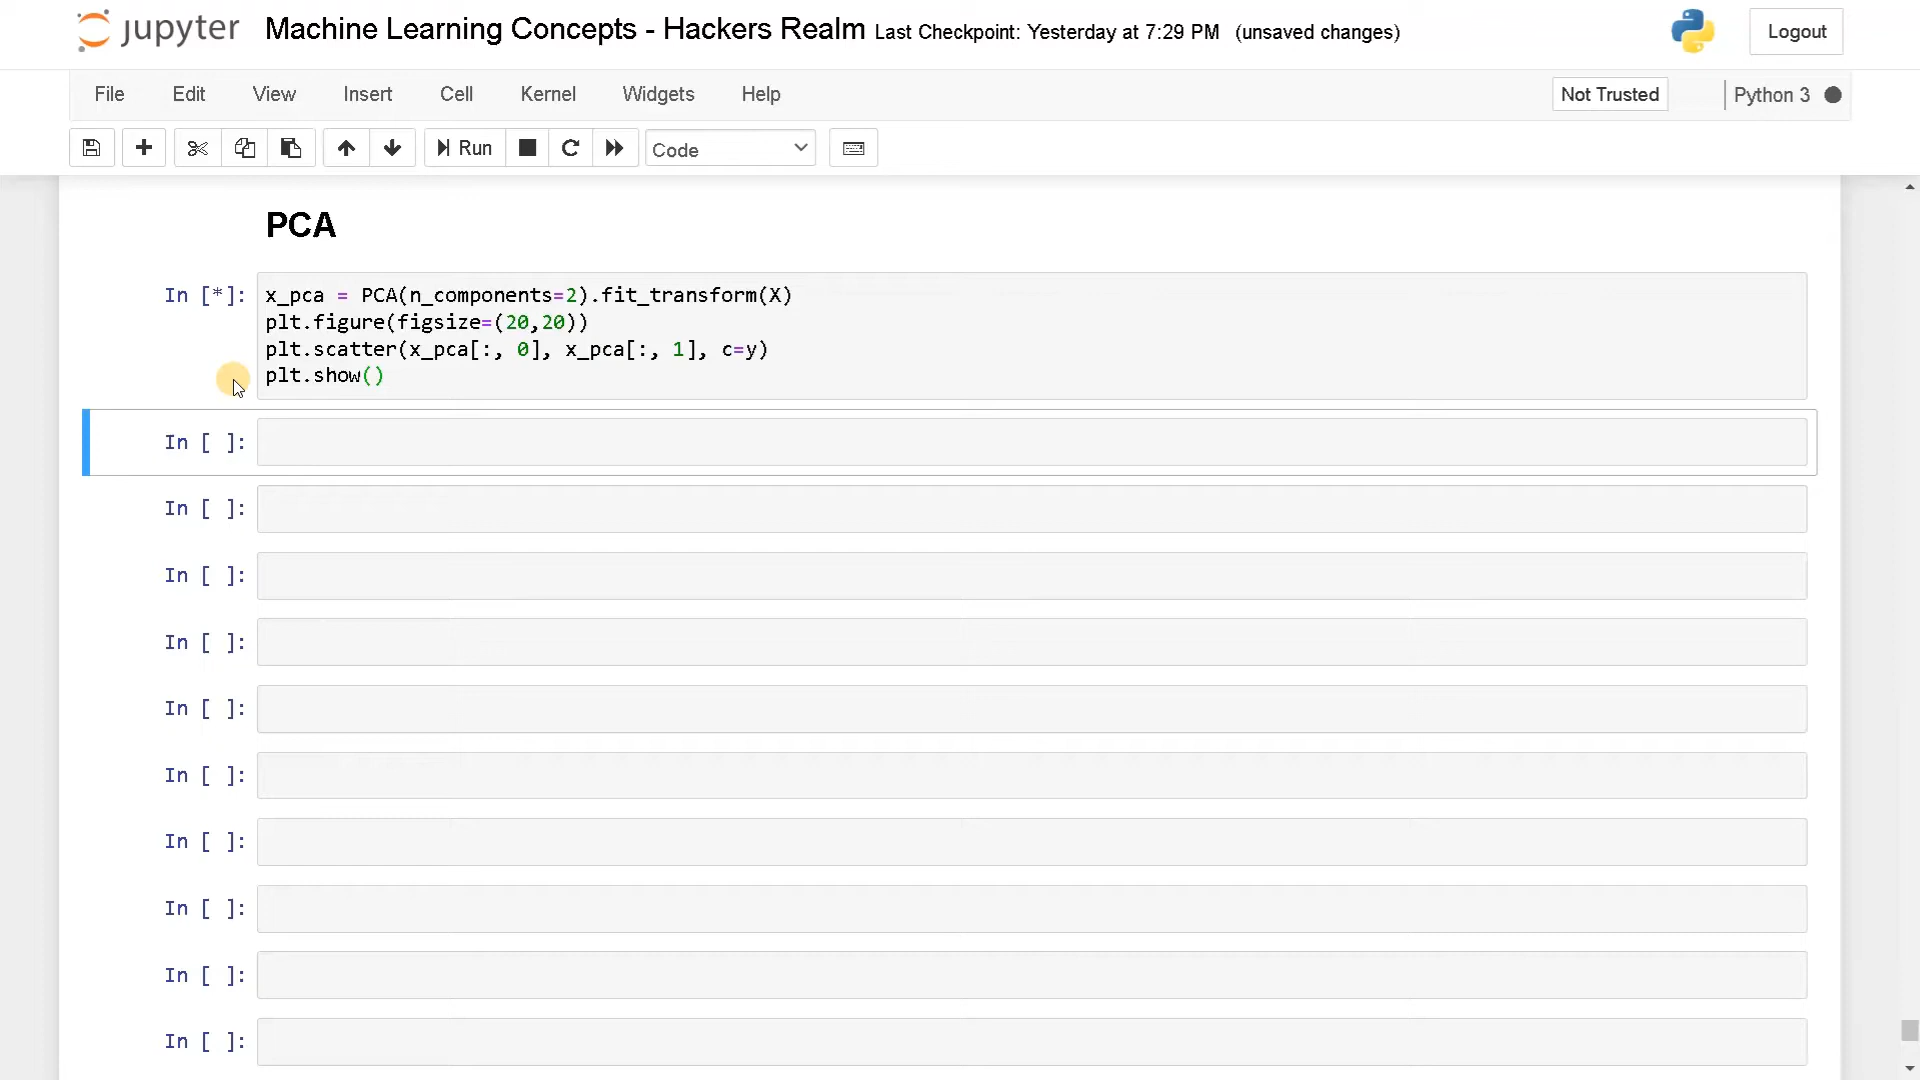 jupyter Machine Learning Concepts - Hackers Realm Last Checkpoint: Yesterday at 7:29 PM (unsaved changes) Logout
File Edit View Insert Cell Kernel Widgets Help Not Trusted Python 3
Run Code
PCA
In [*]: x_pca = PCA(n_components=2).fit_transform(X)
plt.figure(figsize=(20,20))
plt.scatter(x_pca[:, 0], x_pca[:, 1], c=y)
plt.show()
In [ ]:
In [ ]:
In [ ]:
In [ ]:
In [ ]:
In [ ]:
In [ ]:
In [ ]:
In [ ]:
In [ ]: